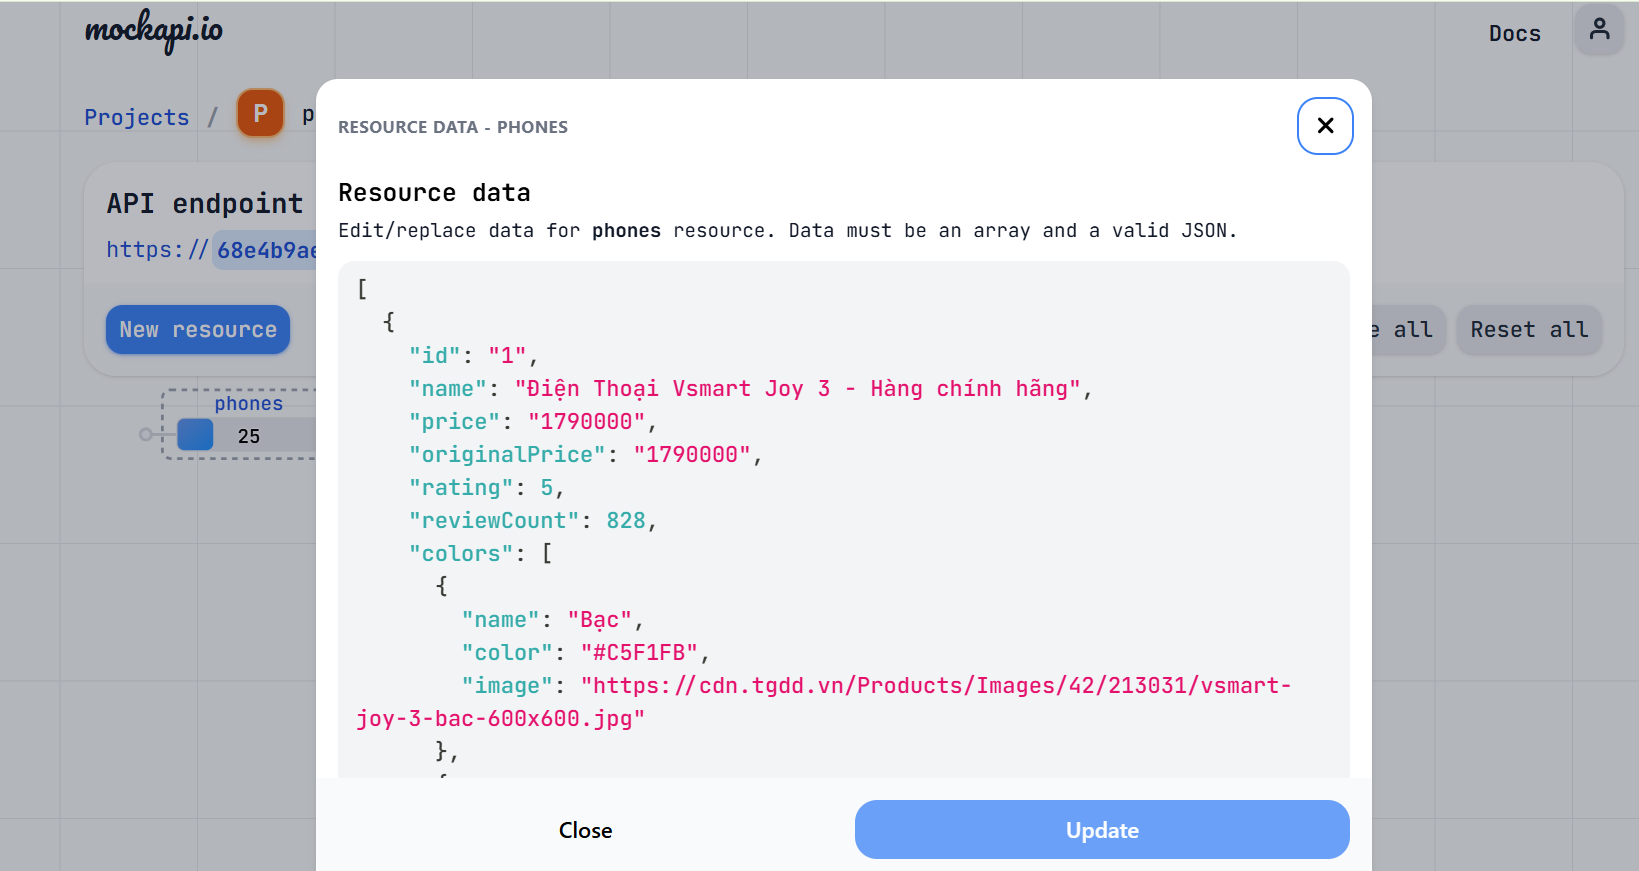 mockapi.io
Docs
Projects / P p
RESOURCE DATA - PHONES
API endpoint
https://68e4b9ae
New resource
e all
Reset all
phones
25
Resource data
Edit/replace data for phones resource. Data must be an array and a valid JSON.
[
{
"id": "1",
"name": "Điện Thoại Vsmart Joy 3 - Hàng chính hãng",
"price": "1790000",
"originalPrice": "1790000",
"rating": 5,
"reviewCount": 828,
"colors": [
{
"name": "Bạc",
"color": "#C5F1FB",
"image": "https://cdn.tgdd.vn/Products/Images/42/213031/vsmart-
joy-3-bac-600x600.jpg"
},
Close
Update